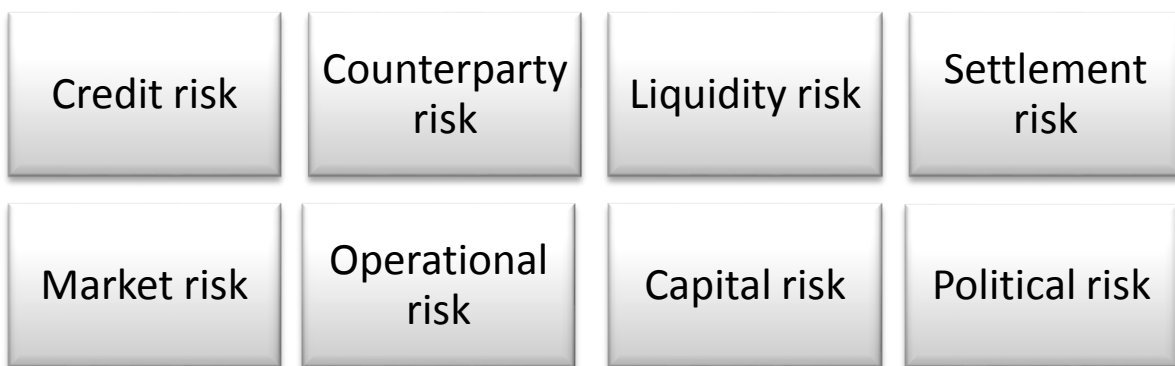 Credit risk
Counterparty
risk
Liquidity risk
Settlement
risk
Market risk
Operational
risk
Capital risk
Political risk